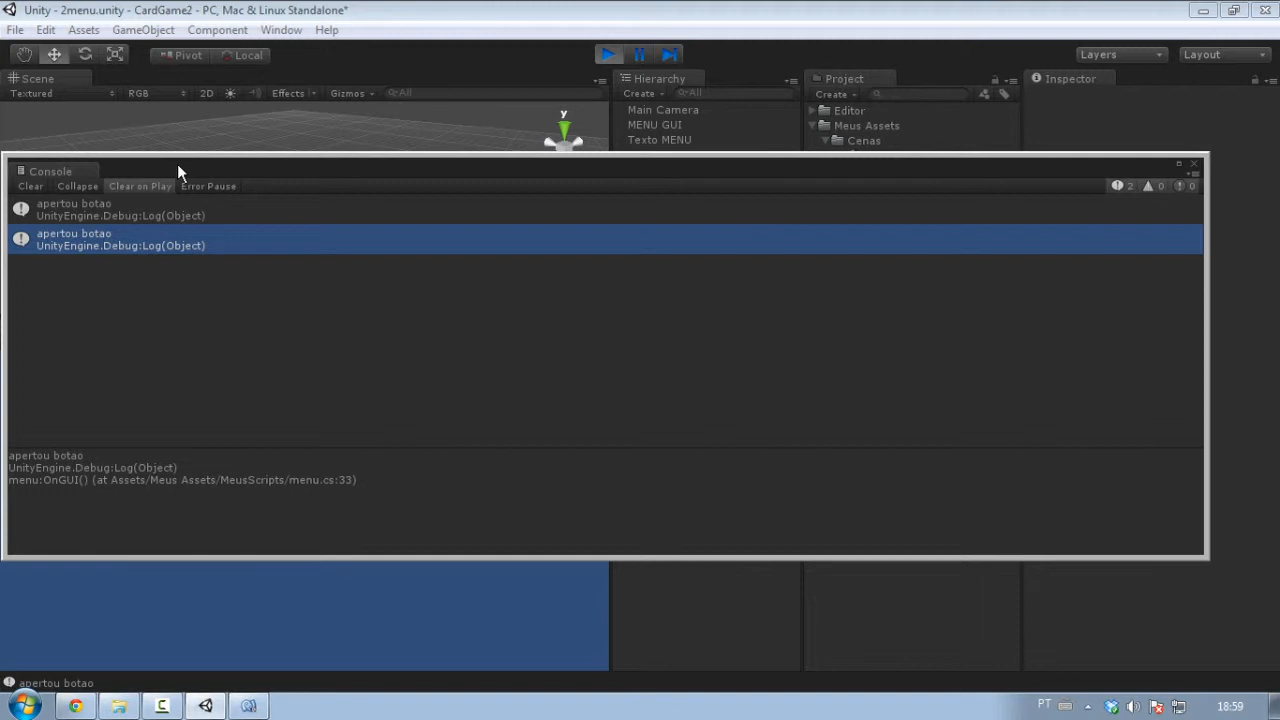 Unity - 2menu.unity - CardGame2 - PC, Mac & Linux Standalone*
File Edit Assets GameObject Component Window Help
Pivot Local Layers Layout
Scene Hierarchy Project Inspector
Textured RGB 2D Effects Gizmos All Create All Create
Main Camera Editor
MENU GUI Meus Assets
y
Texto MENU Cenas
Console
Clear Collapse Clear on Play Error Pause 2 0 0
apertou botao
UnityEngine.Debug:Log(Object)
apertou botao
UnityEngine.Debug:Log(Object)
apertou botao
UnityEngine.Debug:Log(Object)
menu:OnGUI() (at Assets/Meus Assets/MeusScripts/menu.cs:33)
apertou botao
PT 18:59